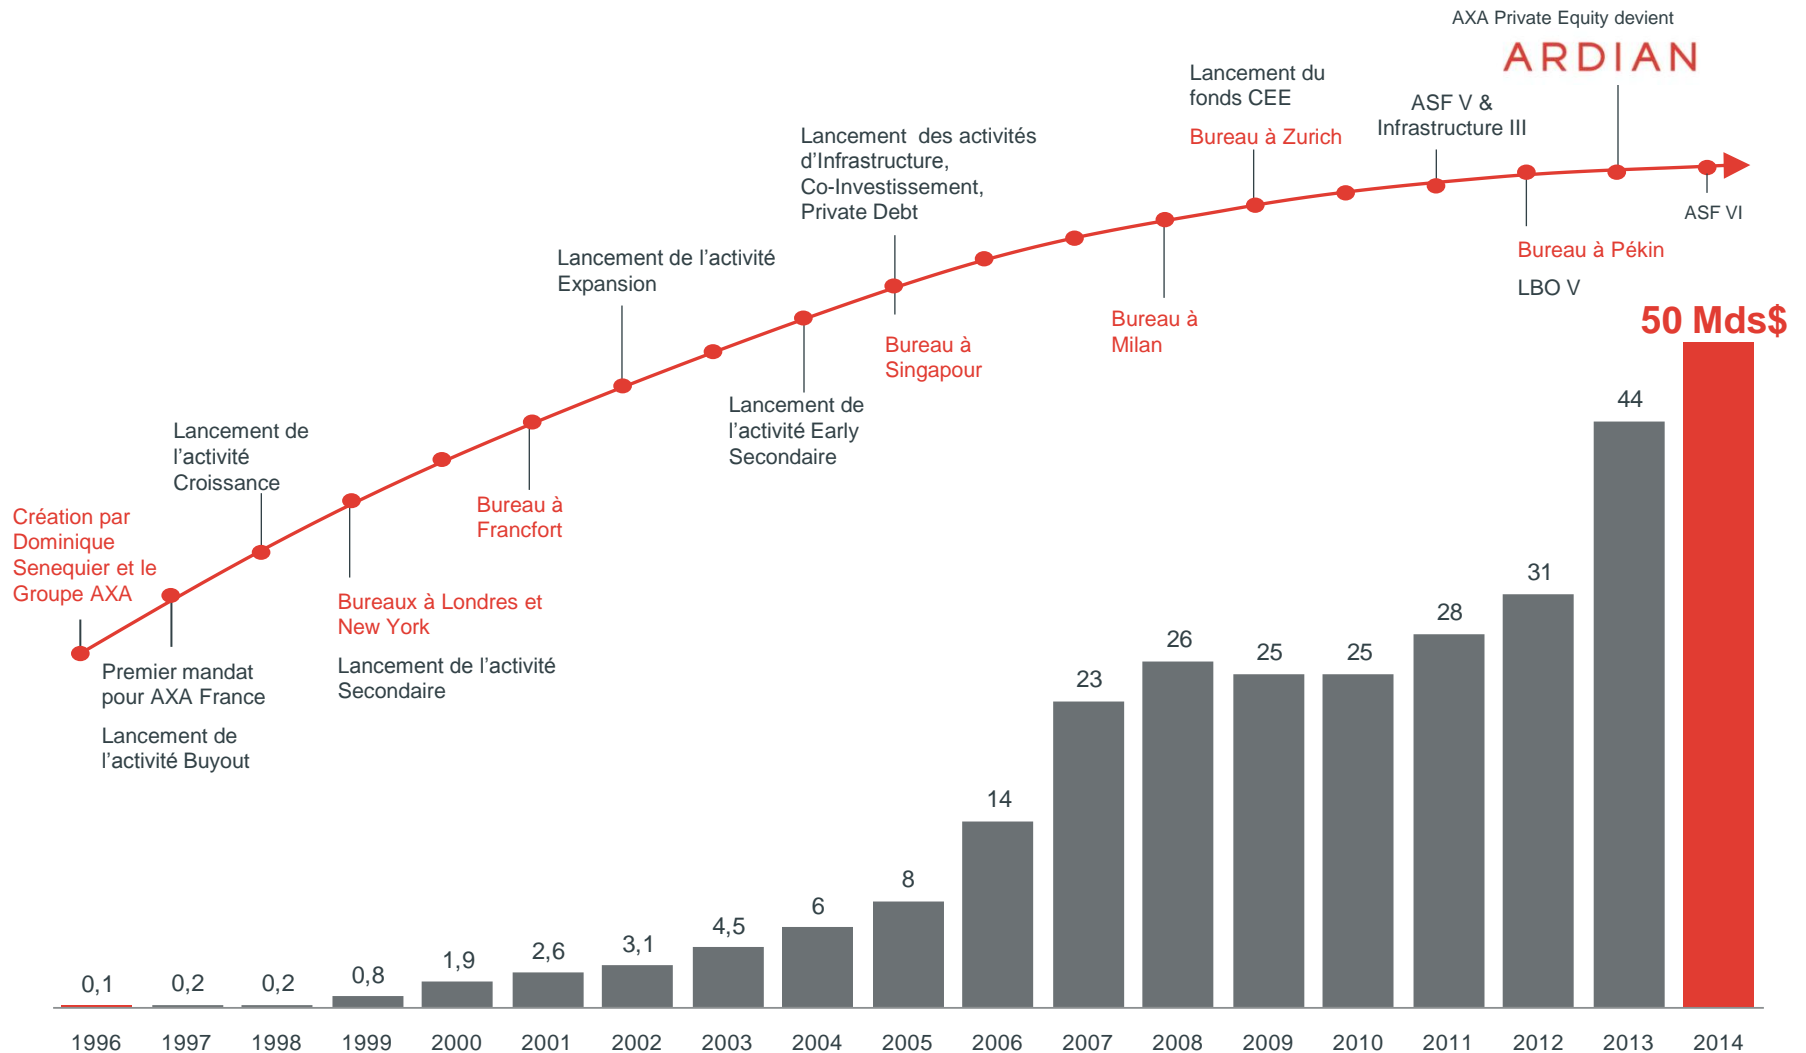 AXA Private Equity devient
ARDIAN
Lancement du
fonds CEE
Bureau à Zurich
ASF V &
Infrastructure III
Lancement  des activités
d’Infrastructure,
Co-Investissement,
Private Debt
ASF VI
Bureau à Pékin
LBO V
Lancement de l’activité
Expansion
Bureau à
Milan
Bureau à
Singapour
50 Mds$
Lancement de
l’activité Early
Secondaire
Lancement de
l’activité
Croissance
Bureau à
Francfort
Création par
Dominique
Senequier et le
Groupe AXA
Bureaux à Londres et
New York
Lancement de l’activité
Secondaire
Premier mandat
pour AXA France
Lancement de
l’activité Buyout
0,1
0,2
0,2
0,8
1,9
2,6
3,1
4,5
6
8
14
23
26
25
25
28
31
44
1996
1997
1998
1999
2000
2001
2002
2003
2004
2005
2006
2007
2008
2009
2010
2011
2012
2013
2014